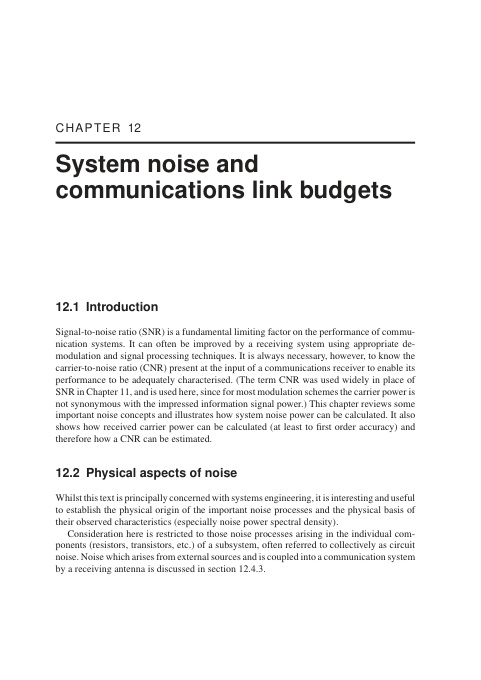 CHAPTER 12
System noise and
communications link budgets
12.1 Introduction
Signal-to-noise ratio (SNR) is a fundamental limiting factor on the performance of commu-
nication systems. It can often be improved by a receiving system using appropriate de-
modulation and signal processing techniques. It is always necessary, however, to know the
carrier-to-noise ratio (CNR) present at the input of a communications receiver to enable its
performance to be adequately characterised. (The term CNR was used widely in place of
SNR in Chapter 11, and is used here, since for most modulation schemes the carrier power is
not synonymous with the impressed information signal power.) This chapter reviews some
important noise concepts and illustrates how system noise power can be calculated. It also
shows how received carrier power can be calculated (at least to first order accuracy) and
therefore how a CNR can be estimated.
12.2 Physical aspects of noise
Whilst this text is principally concerned with systems engineering, it is interesting and useful
to establish the physical origin of the important noise processes and the physical basis of
their observed characteristics (especially noise power spectral density).
Consideration here is restricted to those noise processes arising in the individual com-
ponents (resistors, transistors, etc.) of a subsystem, often referred to collectively as circuit
noise. Noise which arises from external sources and is coupled into a communication system
by a receiving antenna is discussed in section 12.4.3.